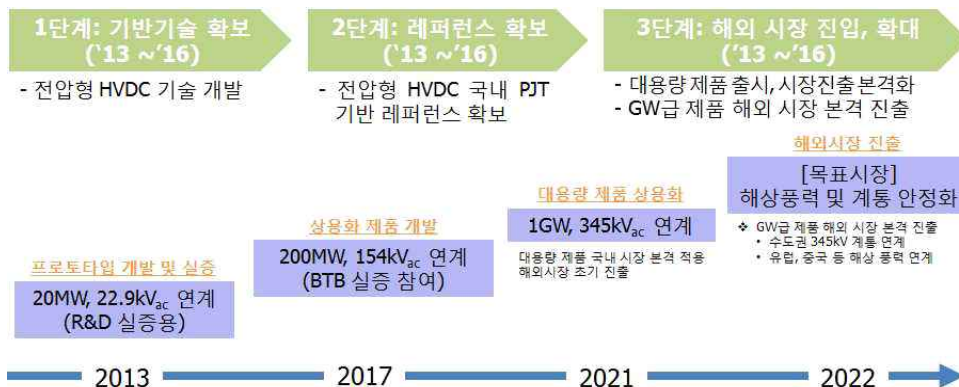 1단계: 기반기술 확보
(‘13 ~’16)
- 전압형 HVDC 기술 개발
2단계: 레퍼런스 확보
(‘13 ~’16)
- 전압형 HVDC 국내 PJT
기반 레퍼런스 확보
3단계: 해외 시장 진입, 확대
(’13 ~’16)
- 대용량 제품 출시, 시장진출 본격화
- GW급 제품 해외 시장 본격 진출
프로토타입 개발 및 실증
20MW, 22.9kVac 연계
(R&D 실증용)
상용화 제품 개발
200MW, 154kVac 연계
(BTB 실증 참여)
대용량 제품 상용화
1GW, 345kVac 연계
대용량 제품 국내 시장 본격 적용
해외시장 초기 진출
해외시장 진출
[목표시장]
해상풍력 및 계통 안정화
❖ GW급 제품 해외 시장 본격 진출
• 수도권 345kV 계통 연계
• 유럽, 중국 등 해상 풍력 연계
2013
2017
2021
2022